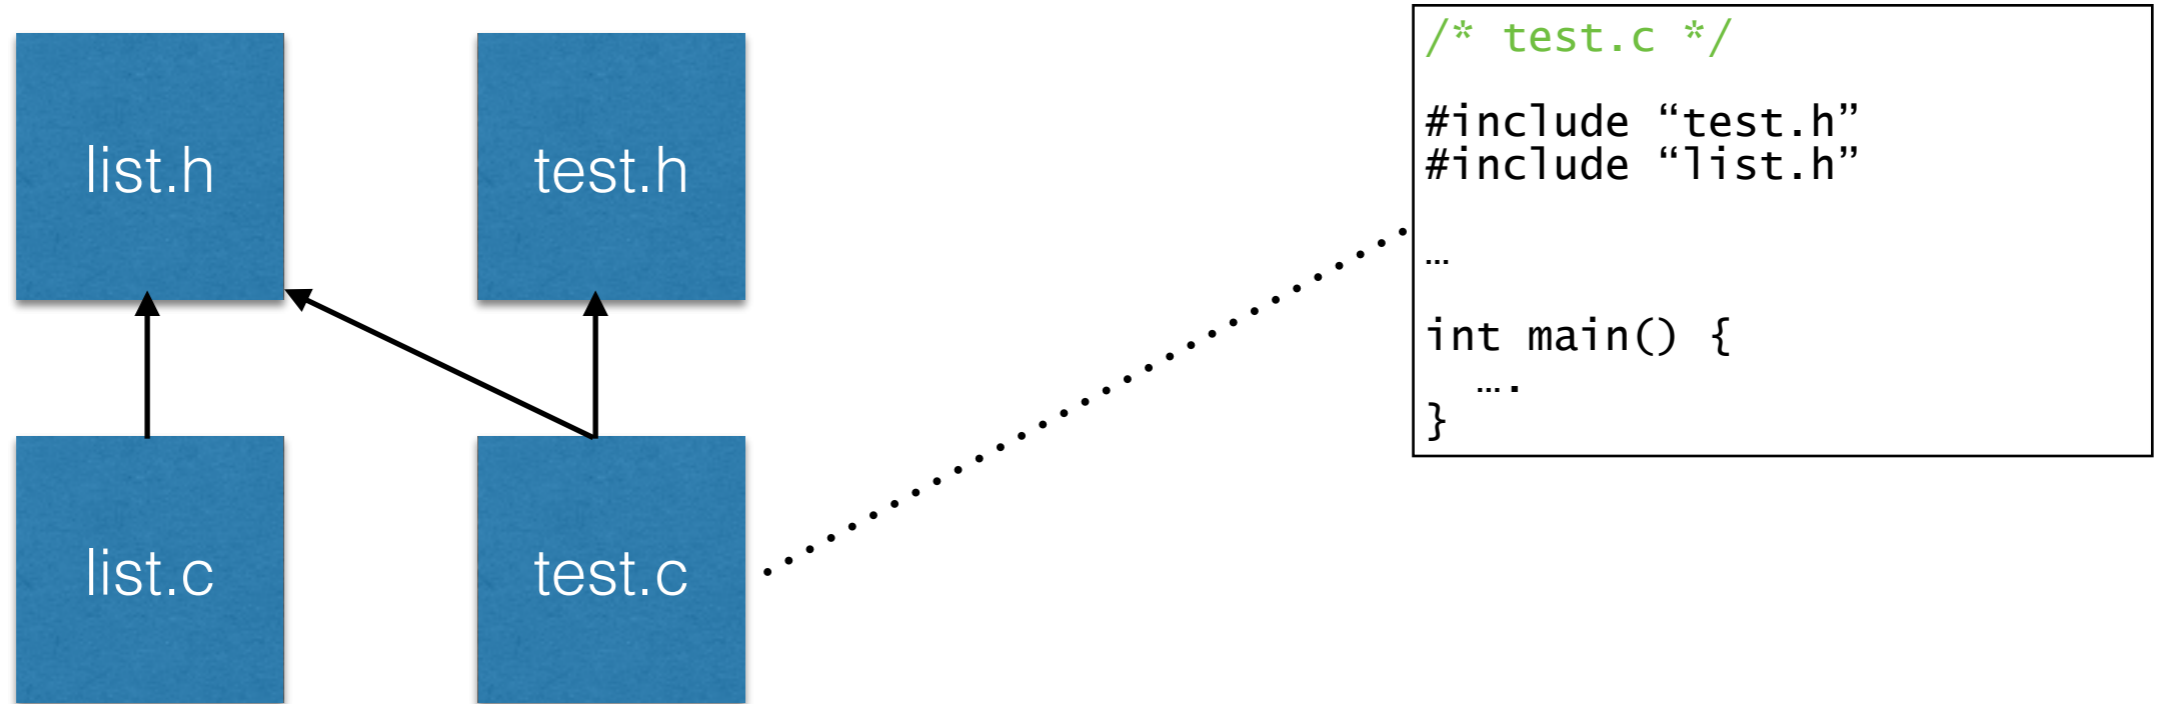 list.h
test.h
list.c
test.c
/* test.c */
#include “test.h”
#include “list.h”
…
int main() {
  ….
}